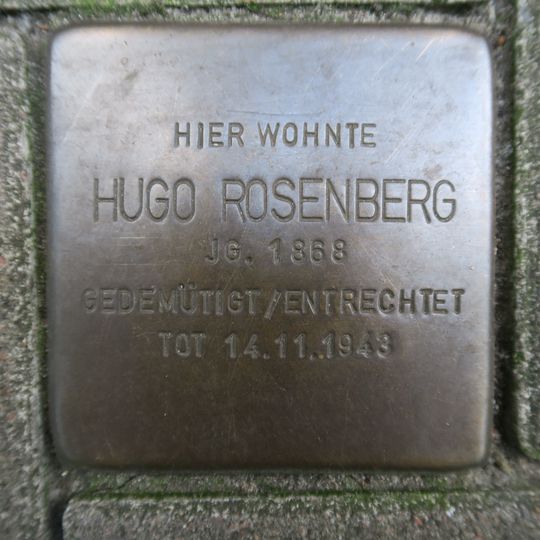 HIER WOHNTE
HUGO ROSENBERG
JG. 1868
GEDEMÜTIGT/ENTRECHTET
TOT 14.11.1943